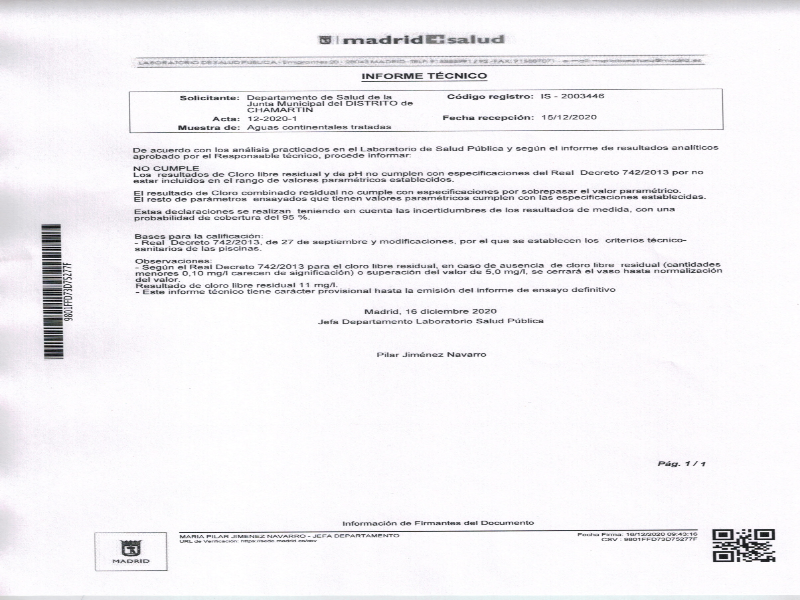 madrid salud
LABORATORIO DE SALUD PÚBLICA
INFORME TÉCNICO
Solicitante: Departamento de Salud de la
Junta Municipal del DISTRITO de
CHAMARTÍN
Código registro: IS - 2003446
Acta: 12-2020-1
Fecha recepción: 15/12/2020
Muestra de: Aguas continentales tratadas
De acuerdo con los análisis practicados en el Laboratorio de Salud Pública y según el informe de resultados analíticos
aprobado por el Responsable técnico, procede informar:
NO CUMPLE
Los resultados de Cloro libre residual y de pH no cumplen con especificaciones del Real Decreto 742/2013 por no
estar incluidos en el rango de valores paramétricos establecidos.
El resultado de Cloro combinado residual no cumple con especificaciones por sobrepasar el valor paramétrico.
El resto de parámetros ensayados que tienen valores paramétricos cumplen con las especificaciones establecidas.
Estas declaraciones se realizan teniendo en cuenta las incertidumbres de los resultados de medida, con una
probabilidad de cobertura del 95 %.
Bases para la calificación:
- Real Decreto 742/2013, de 27 de septiembre y modificaciones, por el que se establecen los criterios técnico-
sanitarios de las piscinas.
Observaciones:
- Según el Real Decreto 742/2013 para el cloro libre residual, en caso de ausencia de cloro libre residual (cantidades
menores 0,10 mg/l carecen de significación) o superación del valor de 5,0 mg/l, se cerrará el vaso hasta normalización
del valor.
Resultado de cloro libre residual 11 mg/l.
- Este informe técnico tiene carácter provisional hasta la emisión del informe de ensayo definitivo
Madrid, 16 diciembre 2020
Jefa Departamento Laboratorio Salud Pública
Pilar Jiménez Navarro
9801FFD73D75277F
Pág. 1 / 1
Información de Firmantes del Documento
MADRID
MARIA PILAR JIMENEZ NAVARRO - JEFA DEPARTAMENTO
URL de Verificación:
Fecha Firma: 16/12/2020 09:43:16
CSV : 9801FFD73D75277F